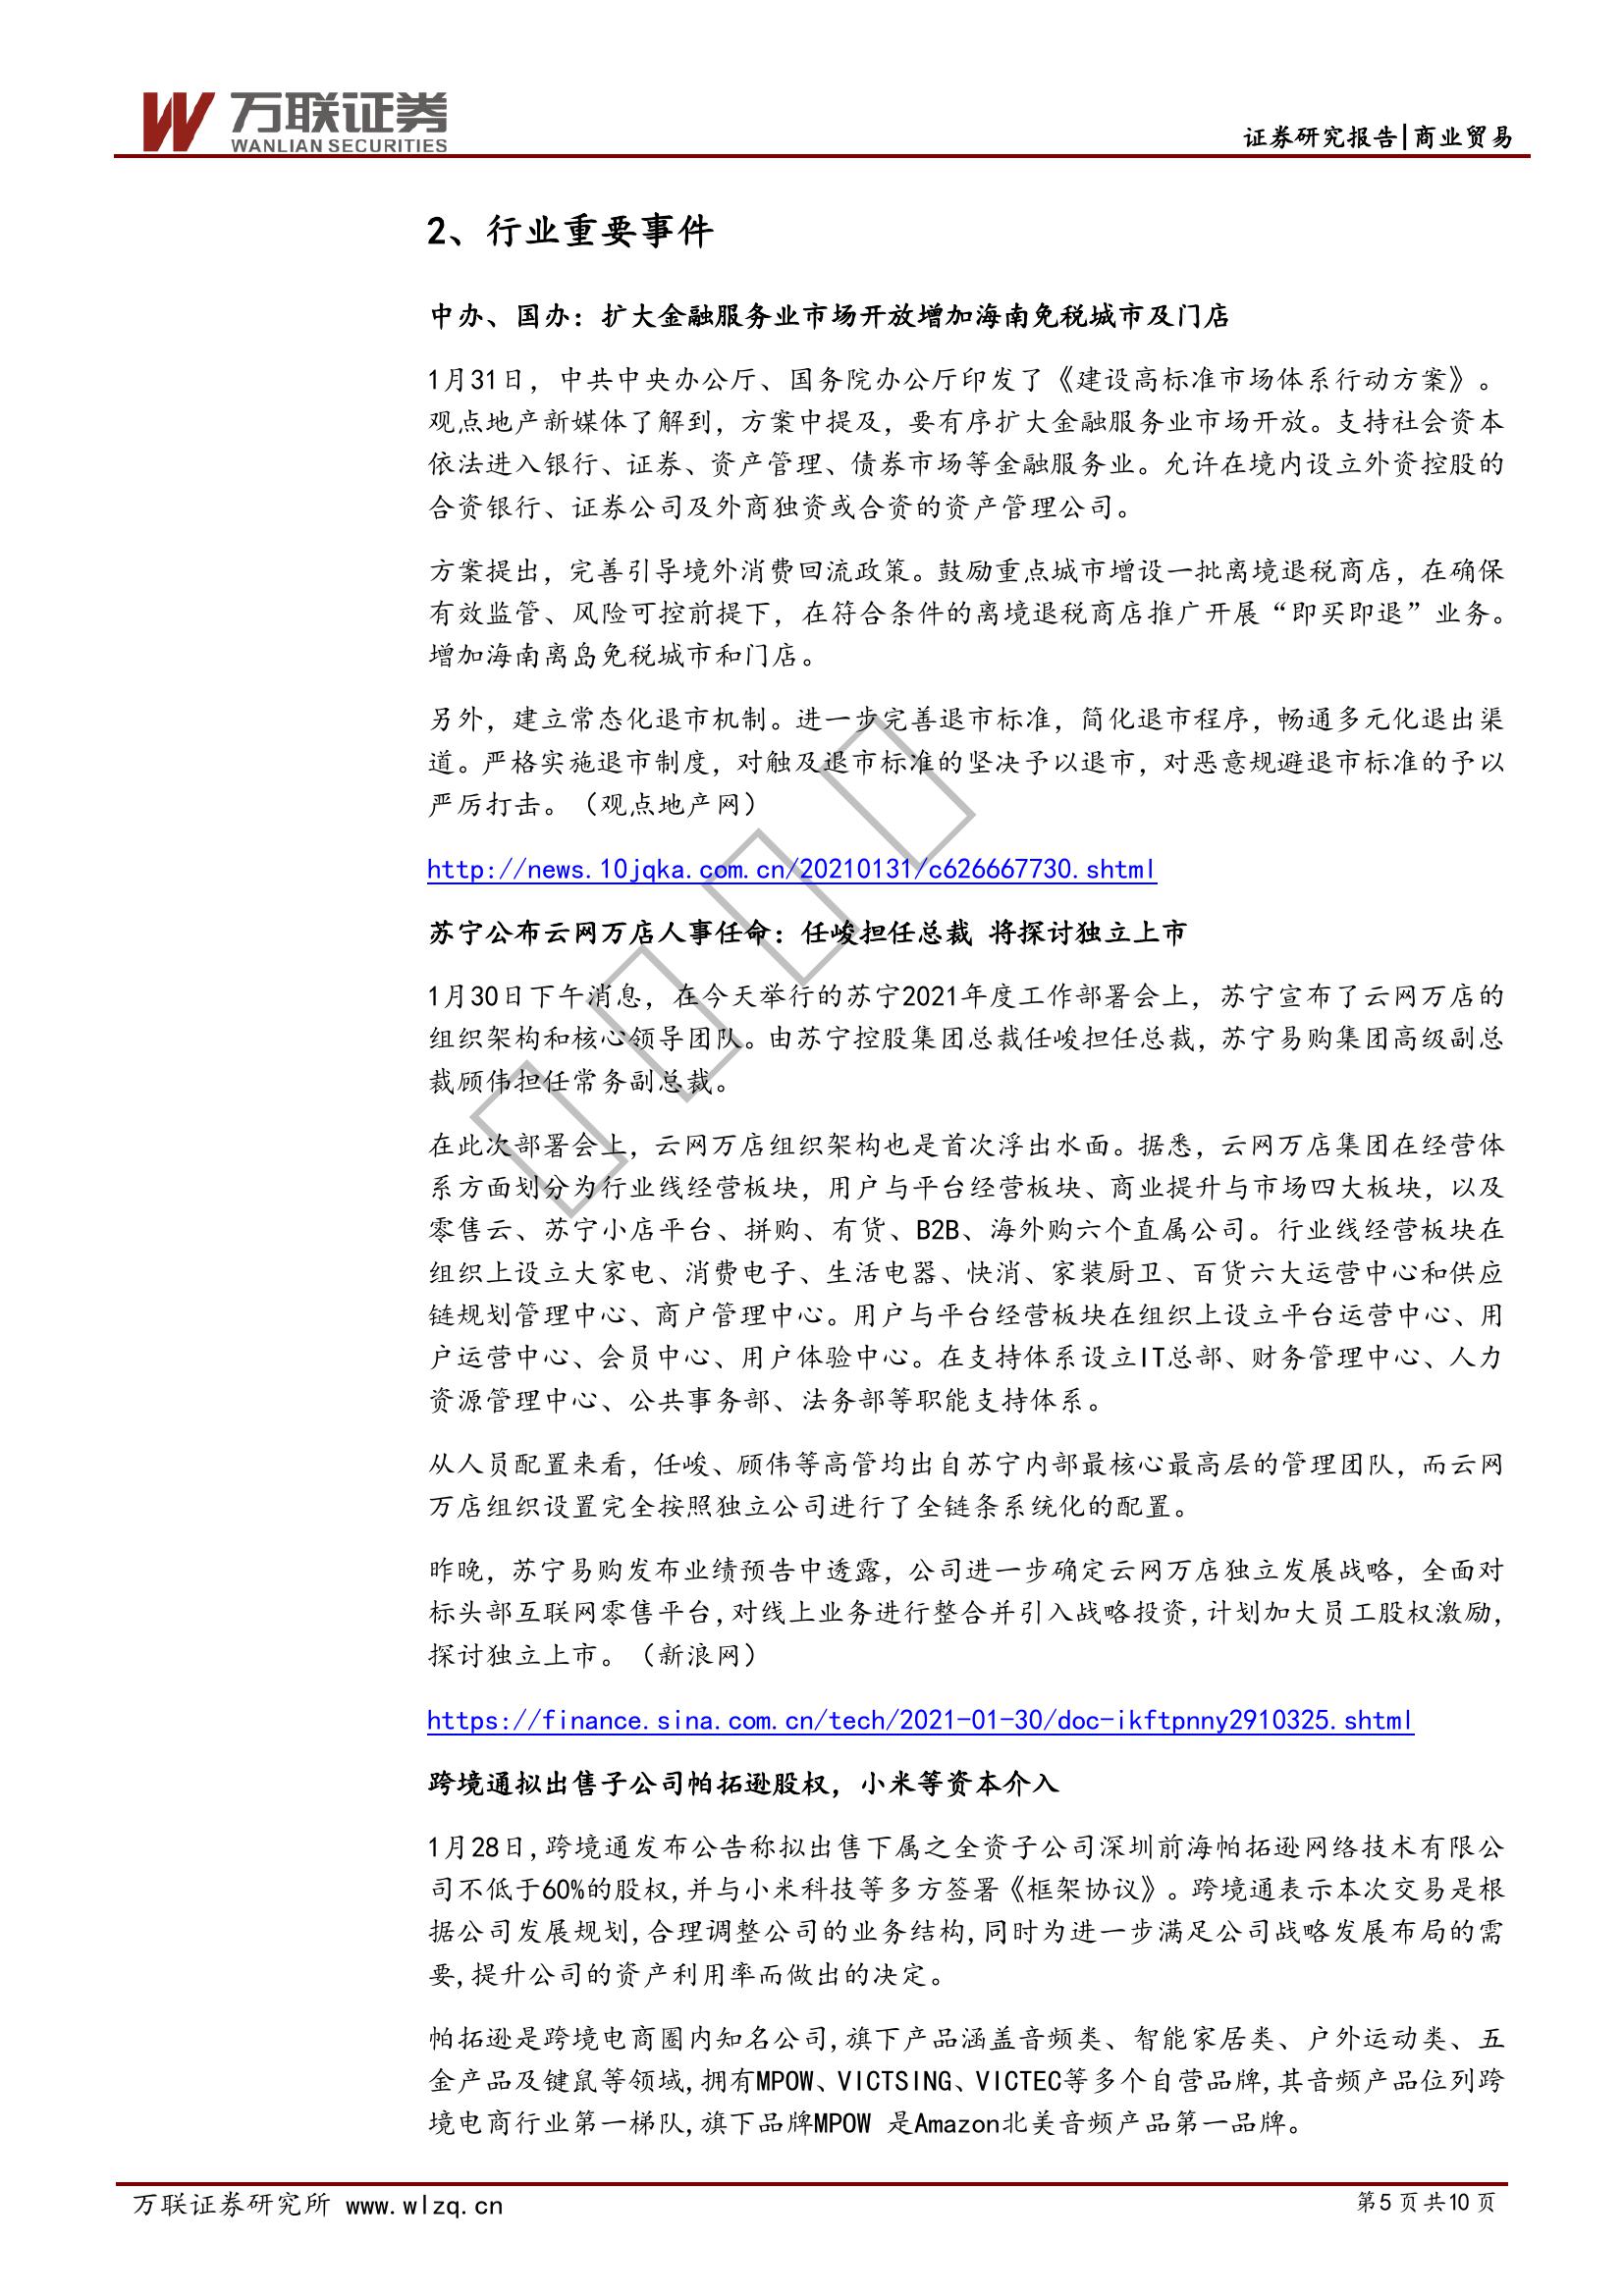 万联证券
WANLIAN SECURITIES
证券研究报告|商业贸易
2、行业重要事件
中办、国办：扩大金融服务业市场开放增加海南免税城市及门店
1月31日，中共中央办公厅、国务院办公厅印发了《建设高标准市场体系行动方案》。
观点地产新媒体了解到，方案中提及，要有序扩大金融服务业市场开放。支持社会资本
依法进入银行、证券、资产管理、债券市场等金融服务业。允许在境内设立外资控股的
合资银行、证券公司及外商独资或合资的资产管理公司。
方案提出，完善引导境外消费回流政策。鼓励重点城市增设一批离境退税商店，在确保
有效监管、风险可控前提下，在符合条件的离境退税商店推广开展“即买即退”业务。
增加海南离岛免税城市和门店。
另外，建立常态化退市机制。进一步完善退市标准，简化退市程序，畅通多元化退出渠
道。严格实施退市制度，对触及退市标准的坚决予以退市，对恶意规避退市标准的予以
严厉打击。（观点地产网）
http://news.10jqka.com.cn/20210131/c626667730.shtml
苏宁公布云网万店人事任命：任峻担任总裁 将探讨独立上市
1月30日下午消息，在今天举行的苏宁2021年度工作部署会上，苏宁宣布了云网万店的
组织架构和核心领导团队。由苏宁控股集团总裁任峻担任总裁，苏宁易购集团高级副总
裁顾伟担任常务副总裁。
在此次部署会上，云网万店组织架构也是首次浮出水面。据悉，云网万店集团在经营体
系方面划分为行业线经营板块，用户与平台经营板块、商业提升与市场四大板块，以及
零售云、苏宁小店平台、拼购、有货、B2B、海外购六个直属公司。行业线经营板块在
组织上设立大家电、消费电子、生活电器、快消、家装厨卫、百货六大运营中心和供应
链规划管理中心、商户管理中心。用户与平台经营板块在组织上设立平台运营中心、用
户运营中心、会员中心、用户体验中心。在支持体系设立IT总部、财务管理中心、人力
资源管理中心、公共事务部、法务部等职能支持体系。
从人员配置来看，任峻、顾伟等高管均出自苏宁内部最核心最高层的管理团队，而云网
万店组织设置完全按照独立公司进行了全链条系统化的配置。
昨晚，苏宁易购发布业绩预告中透露，公司进一步确定云网万店独立发展战略，全面对
标头部互联网零售平台,对线上业务进行整合并引入战略投资,计划加大员工股权激励,
探讨独立上市。（新浪网）
https://finance.sina.com.cn/tech/2021-01-30/doc-ikftpnny2910325.shtml
跨境通拟出售子公司帕拓逊股权，小米等资本介入
1月28日,跨境通发布公告称拟出售下属之全资子公司深圳前海帕拓逊网络技术有限公
司不低于60%的股权,并与小米科技等多方签署《框架协议》。跨境通表示本次交易是根
据公司发展规划,合理调整公司的业务结构,同时为进一步满足公司战略发展布局的需
要,提升公司的资产利用率而做出的决定。
帕拓逊是跨境电商圈内知名公司,旗下产品涵盖音频类、智能家居类、户外运动类、五
金产品及键鼠等领域,拥有MPOW、VICTSING、VICTEC等多个自营品牌,其音频产品位列跨
境电商行业第一梯队,旗下品牌MPOW 是Amazon北美音频产品第一品牌。
万联证券研究所 www.wlzq.cn
第5页共10页